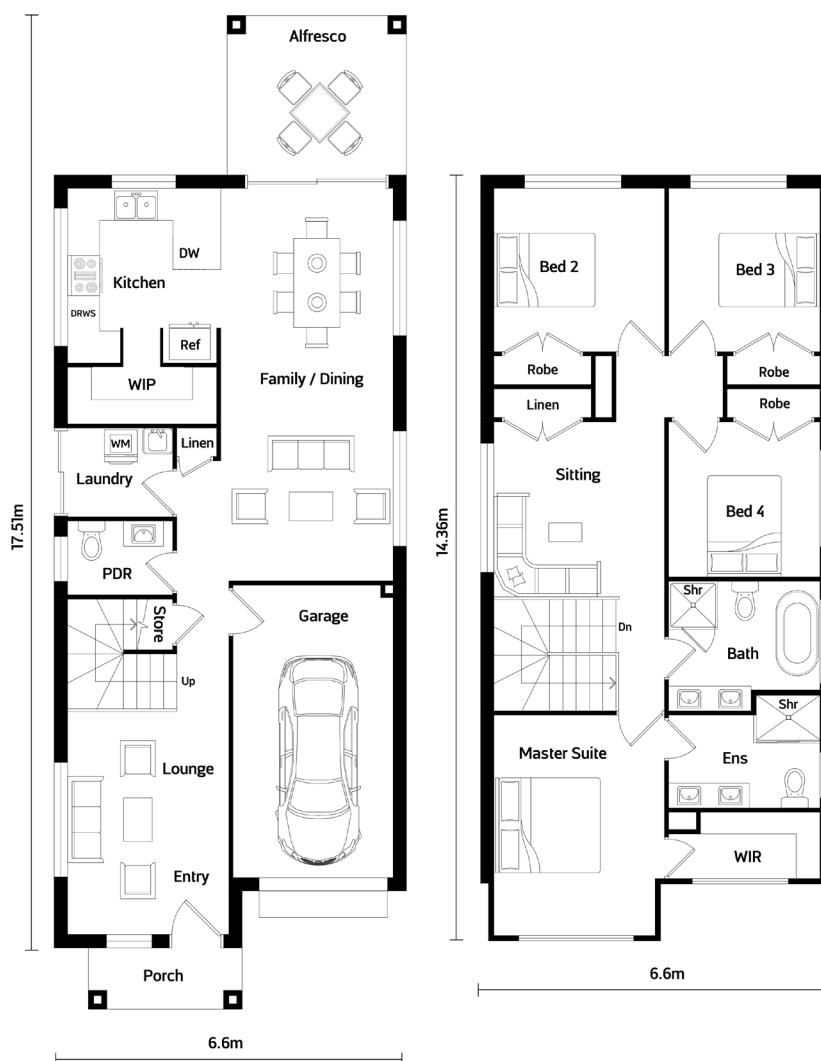 Alfresco
DW
Kitchen
DRWS
Ref
WIP
Family / Dining
WM
Linen
Laundry
PDR
Store
Garage
Up
Lounge
Entry
Porch
17.51m
6.6m
Bed 2
Bed 3
Robe
Robe
Linen
Robe
Sitting
Bed 4
Shr
Dn
Bath
Shr
Master Suite
Ens
WIR
14.36m
6.6m